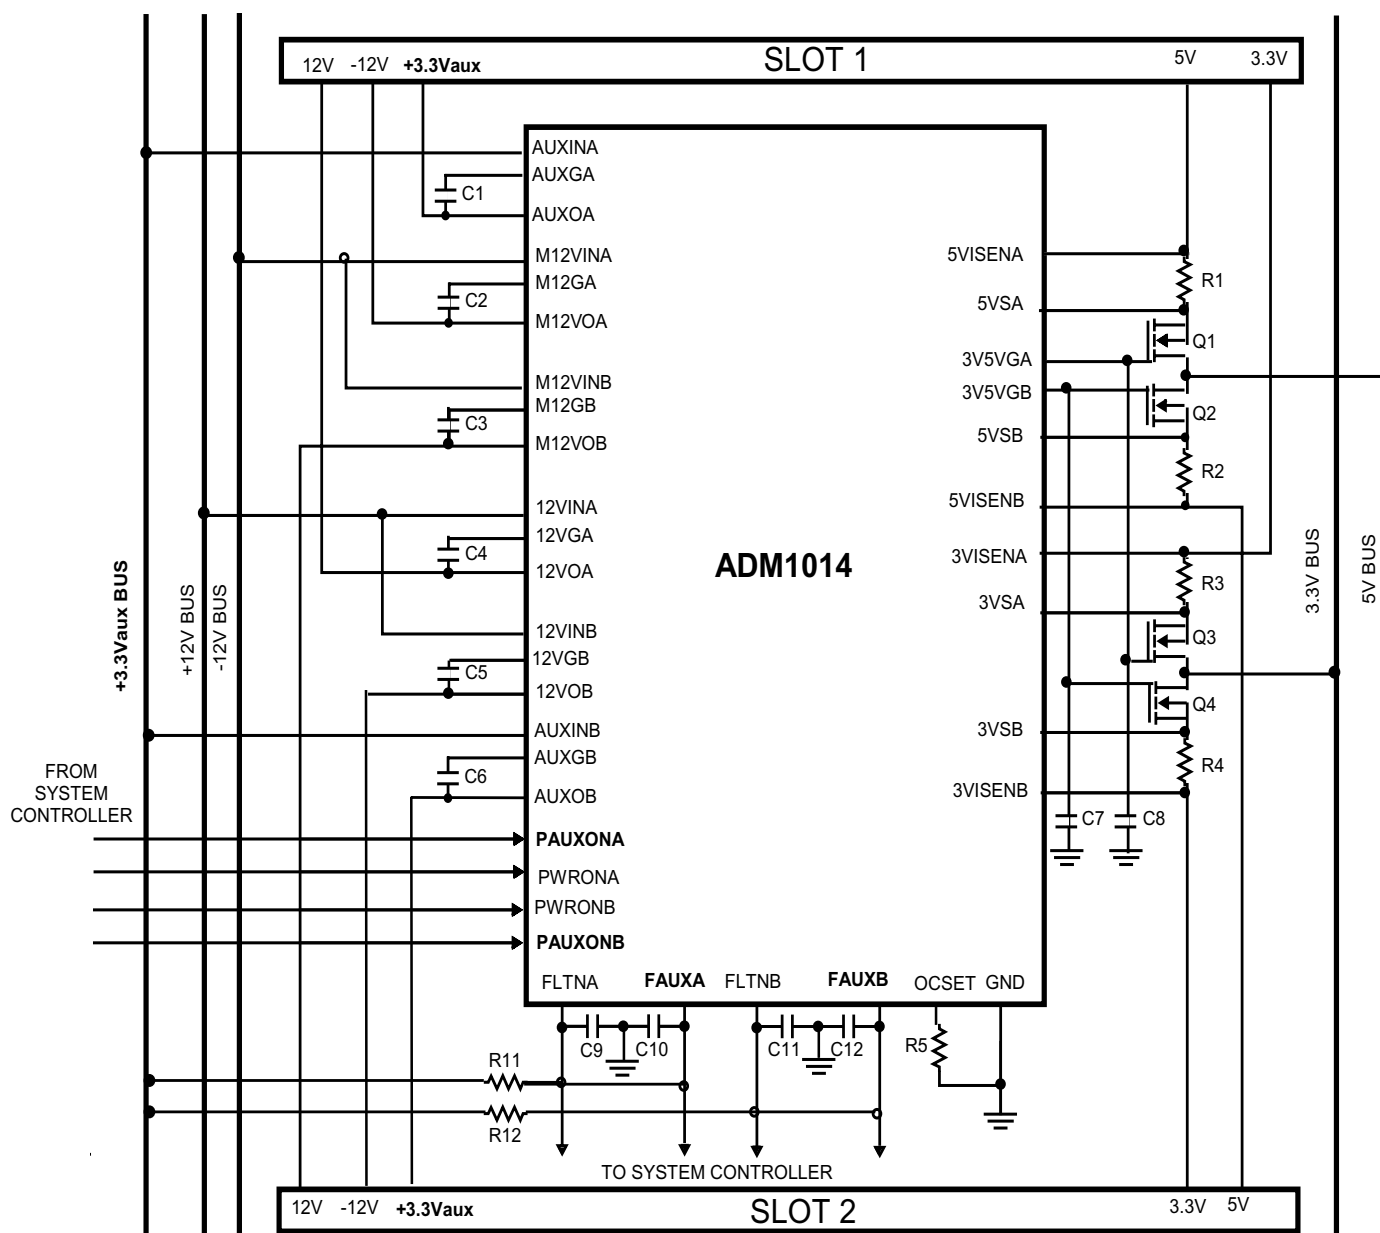 SLOT 1
12V -12V +3.3Vaux 5V 3.3V
AUXINA
AUXGA
C1
AUXOA
M12VINA
M12GA
C2
M12VOA
M12VINB
M12GB
C3
M12VOB
12VINA
12VGA
C4
12VOA
12VINB
12VGB
C5
12VOB
AUXINB
AUXGB
C6
AUXOB
PAUXONA
PWRONA
PWRONB
PAUXONB
ADM1014
5VISENA
R1
5VSA
Q1
3V5VGA
3V5VGB
Q2
5VSB
R2
5VISENB
3VISENA
R3
3VSA
Q3
Q4
3VSB
R4
3VISENB
C7 C8
+3.3Vaux BUS
+12V BUS
-12V BUS
3.3V BUS
5V BUS
FROM
SYSTEM
CONTROLLER
FLTNA FAUXA FLTNB FAUXB OCSET GND
C9 C10 C11 C12 R5
R11
R12
TO SYSTEM CONTROLLER
12V -12V +3.3Vaux SLOT 2 3.3V 5V